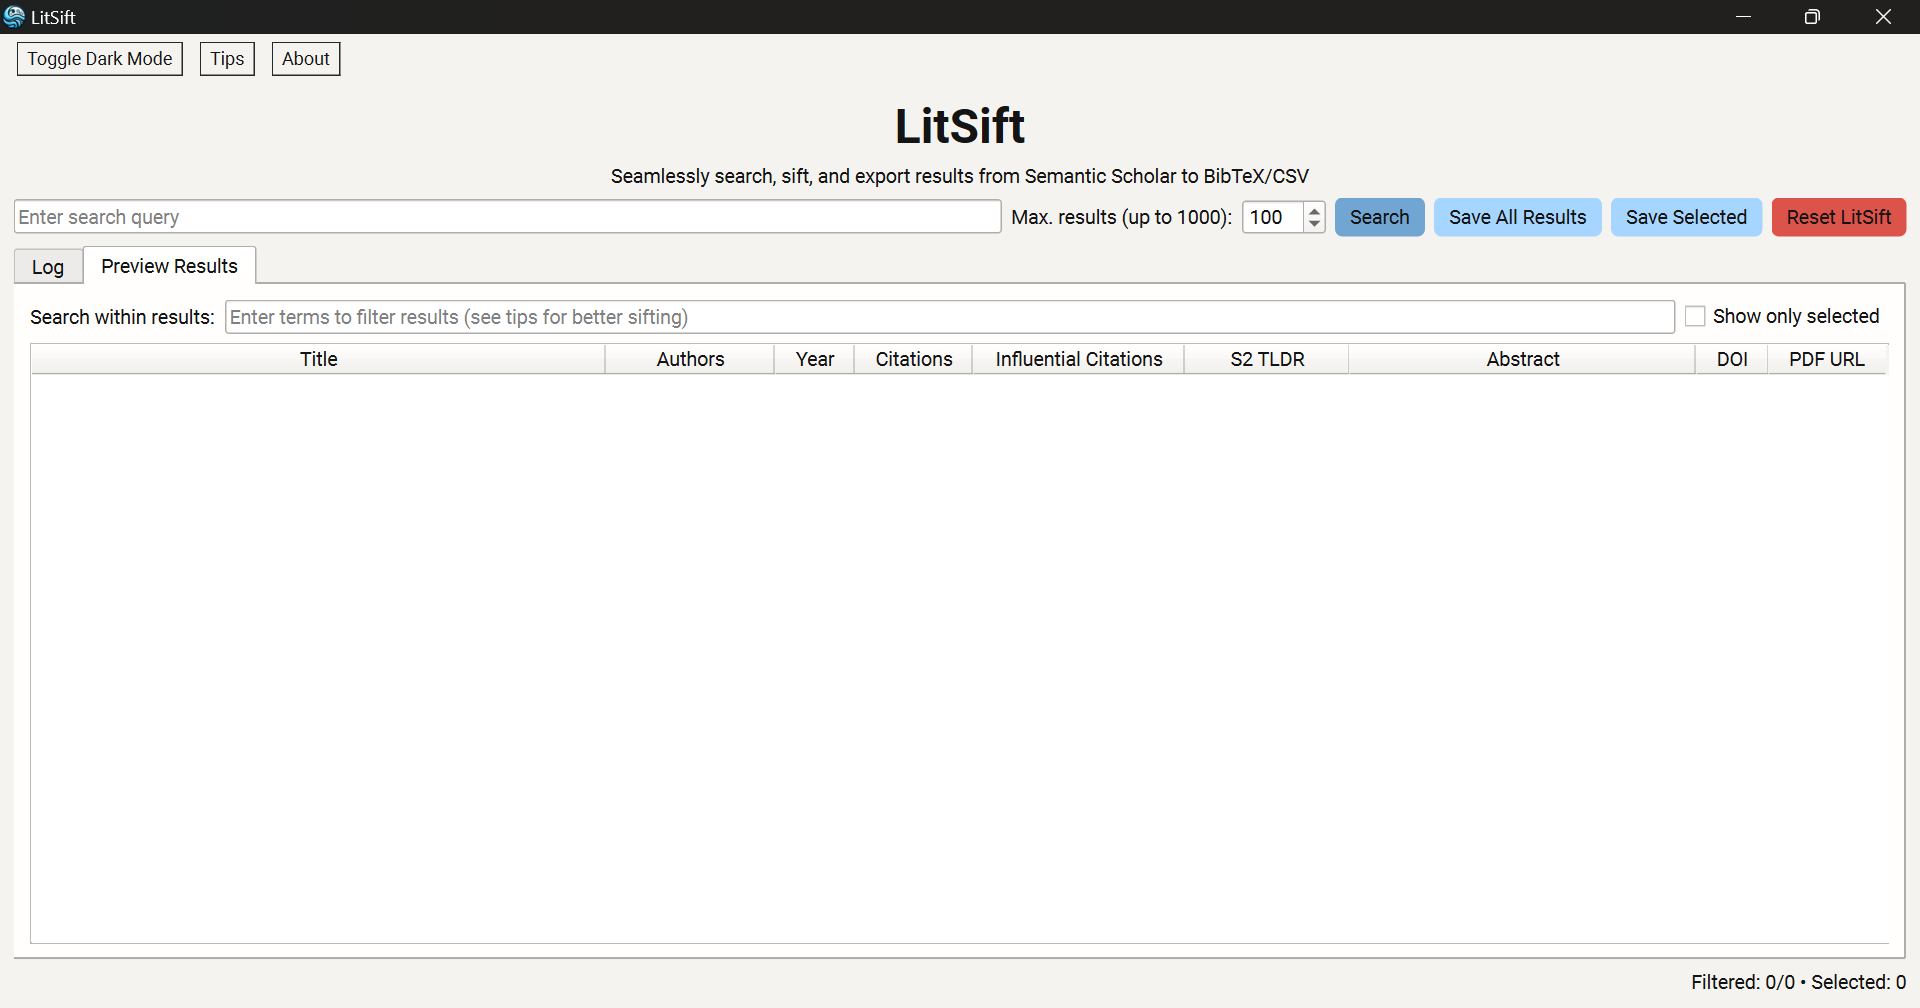 LitSift
Toggle Dark Mode Tips About
LitSift
Seamlessly search, sift, and export results from Semantic Scholar to BibTeX/CSV
Enter search query Max. results (up to 1000): 100 Search Save All Results Save Selected Reset LitSift
Log Preview Results
Search within results: Enter terms to filter results (see tips for better sifting) Show only selected
Title Authors Year Citations Influential Citations S2 TLDR Abstract DOI PDF URL
Filtered: 0/0 • Selected: 0